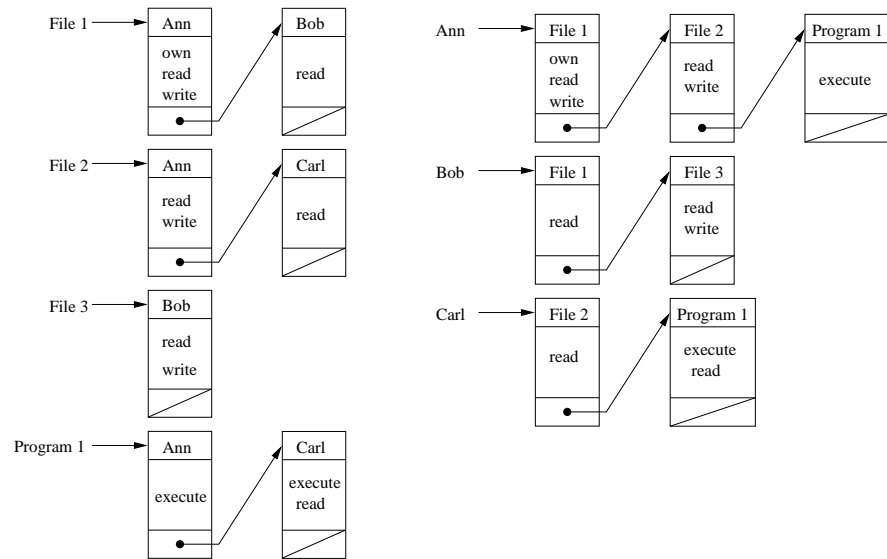 File 1
Ann
own
read
write
Bob
read
File 2
Ann
read
write
Carl
read
File 3
Bob
read
write
Program 1
Ann
execute
Carl
execute
read
Ann
File 1
own
read
write
File 2
read
write
Program 1
execute
Bob
File 1
read
File 3
read
write
Carl
File 2
read
Program 1
execute
read